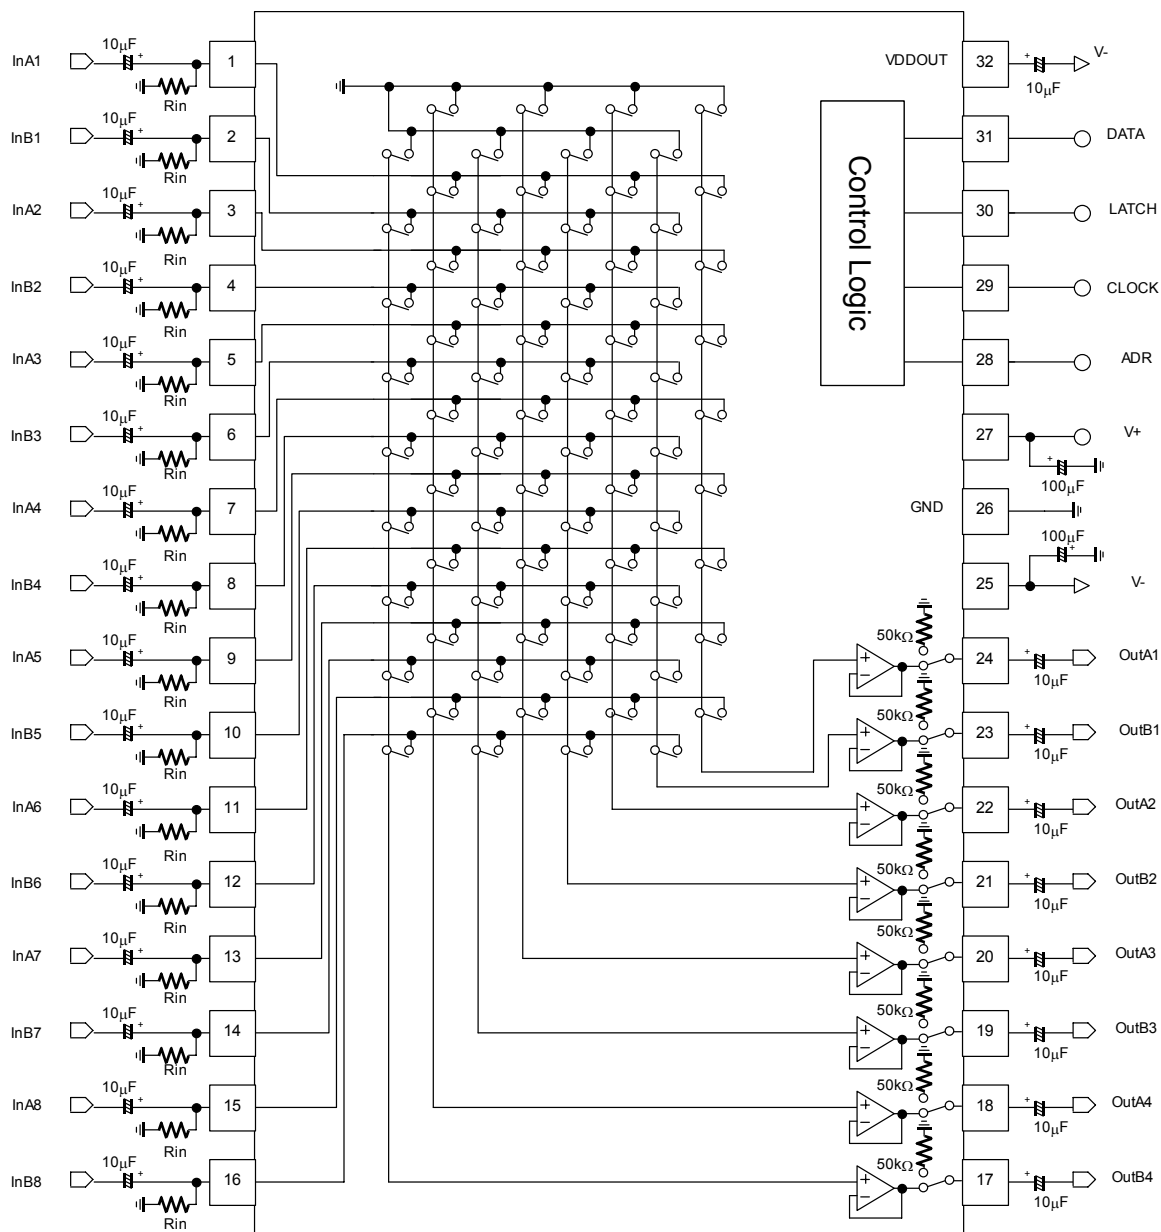 InA1
10μF
+
Rin
1
InB1
10μF
+
Rin
2
InA2
10μF
+
Rin
3
InB2
10μF
+
Rin
4
InA3
10μF
+
Rin
5
InB3
10μF
+
Rin
6
InA4
10μF
+
Rin
7
InB4
10μF
+
Rin
8
InA5
10μF
+
Rin
9
InB5
10μF
+
Rin
10
InA6
10μF
+
Rin
11
InB6
10μF
+
Rin
12
InA7
10μF
+
Rin
13
InB7
10μF
+
Rin
14
InA8
10μF
+
Rin
15
InB8
10μF
+
Rin
16
Control Logic
VDDOUT
32
+
10μF
V-
31
DATA
30
LATCH
29
CLOCK
28
ADR
27
V+
+
100μF
GND
26
100μF
+
25
V-
50kΩ
+
−
24
+
10μF
OutA1
50kΩ
+
−
23
+
10μF
OutB1
50kΩ
+
−
22
+
10μF
OutA2
50kΩ
+
−
21
+
10μF
OutB2
50kΩ
+
−
20
+
10μF
OutA3
50kΩ
+
−
19
+
10μF
OutB3
50kΩ
+
−
18
+
10μF
OutA4
50kΩ
+
−
17
+
10μF
OutB4